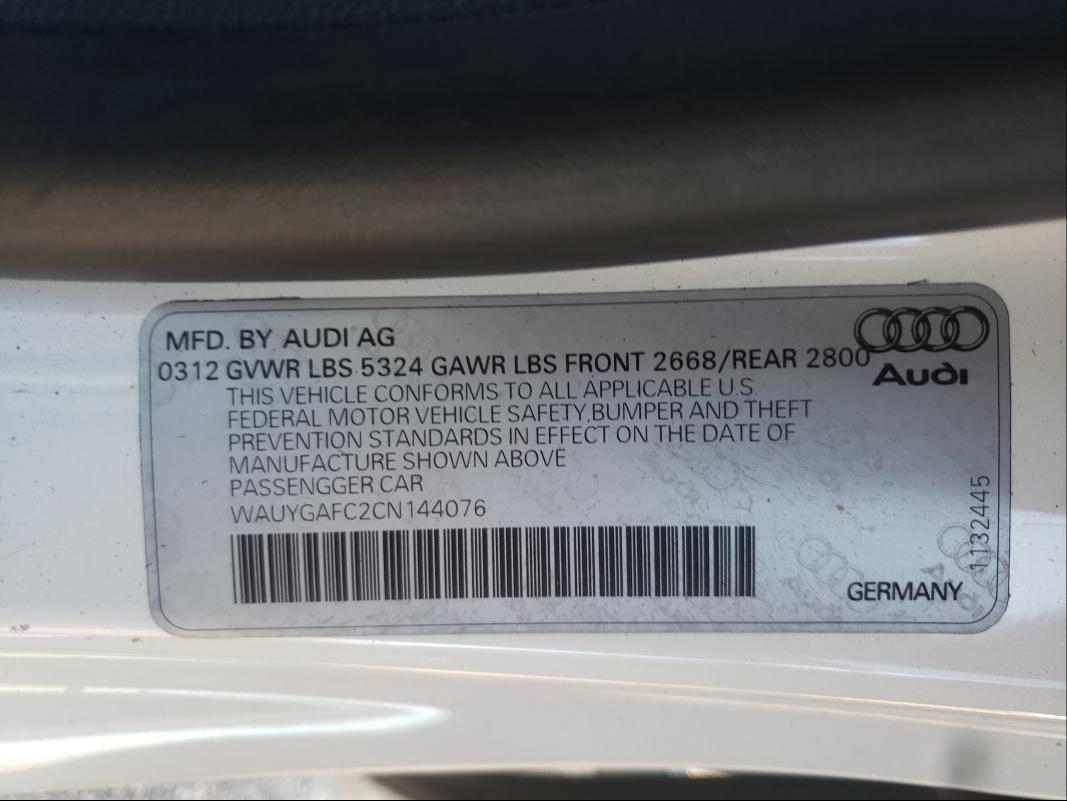 MFD. BY AUDI AG
0312 GVWR LBS 5324 GAWR LBS FRONT 2668/REAR 2800
Audi
THIS VEHICLE CONFORMS TO ALL APPLICABLE U.S.
FEDERAL MOTOR VEHICLE SAFETY,BUMPER AND THEFT
PREVENTION STANDARDS IN EFFECT ON THE DATE OF
MANUFACTURE SHOWN ABOVE
PASSENGGER CAR
WAUYGAFC2CN144076
1132445
GERMANY